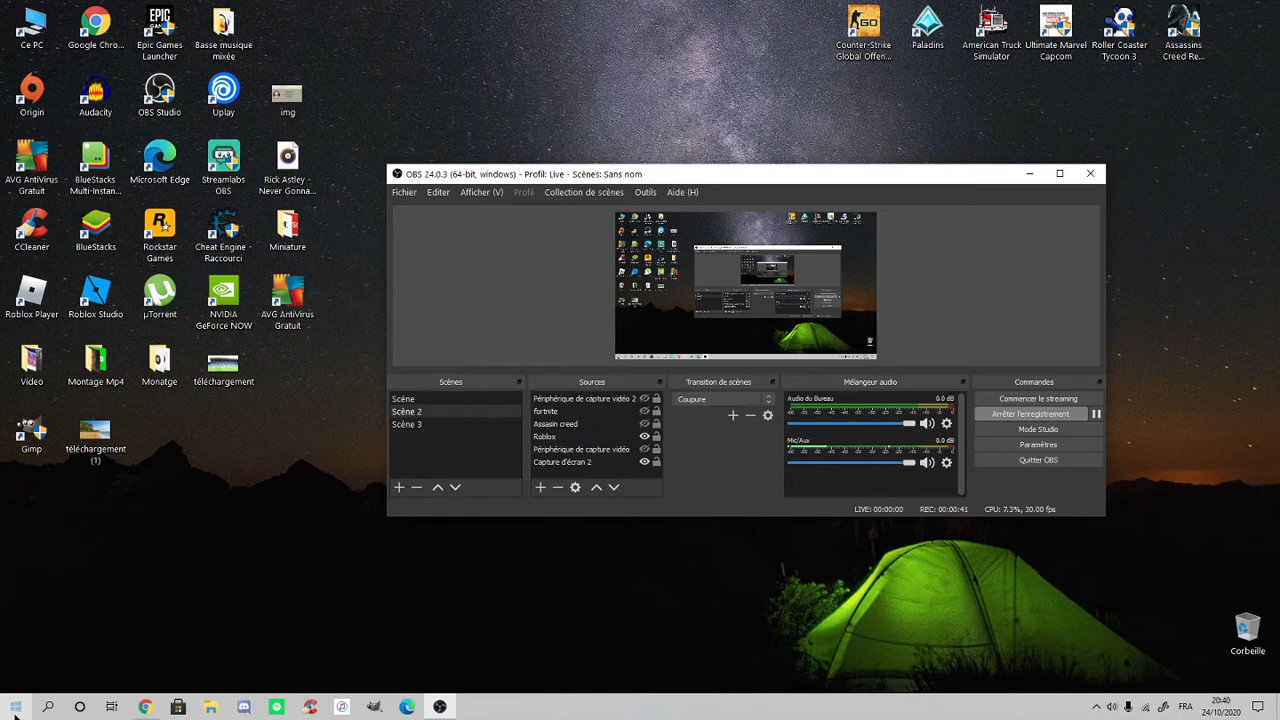 Ce PC
Google Chro...
Epic Games
Launcher
Basse musique
mixée
Counter-Strike
Global Offen...
Paladins
American Truck
Simulator
Ultimate Marvel
Capcom
Roller Coaster
Tycoon 3
Assassins
Creed Re...
Origin
Audacity
OBS Studio
Uplay
img
AVG Antivirus
Gratuit
BlueStacks
Multi-Instan...
Microsoft Edge
Streamlabs
OBS
Rick Astley -
Never Gonna...
CCleaner
BlueStacks
Rockstar
Games
Cheat Engine -
Raccourci
Miniature
Roblox Player
µTorrent
NVIDIA
GeForce NOW
AVG AntiVirus
Gratuit
Video
Montage Mp4
Monatge
téléchargement
Gimp
téléchargement
(1)
OBS 24.0.3 (64-bit, windows) - Profil: Live - Scènes: Sans nom
Fichier Editer Afficher (V) Profil Collection de scènes Outils Aide (H)
Scènes
Scène
Scène 2
Scène 3
Sources
Périphérique de capture vidéo 2
fortnite
Assasin creed
Roblox
Périphérique de capture vidéo
Capture d'écran 2
Transition de scènes
Coupure
Mélangeur audio
Audio du Bureau 0.0 dB
Mic/Aux 0.0 dB
Commandes
Commencer le streaming
Arrêter l'enregistrement
Mode Studio
Paramètres
Quitter OBS
LIVE: 00:00:00 REC: 00:00:41 CPU: 7.3%, 30.00 fps
Corbeille
FRA
20:40
24/10/2020